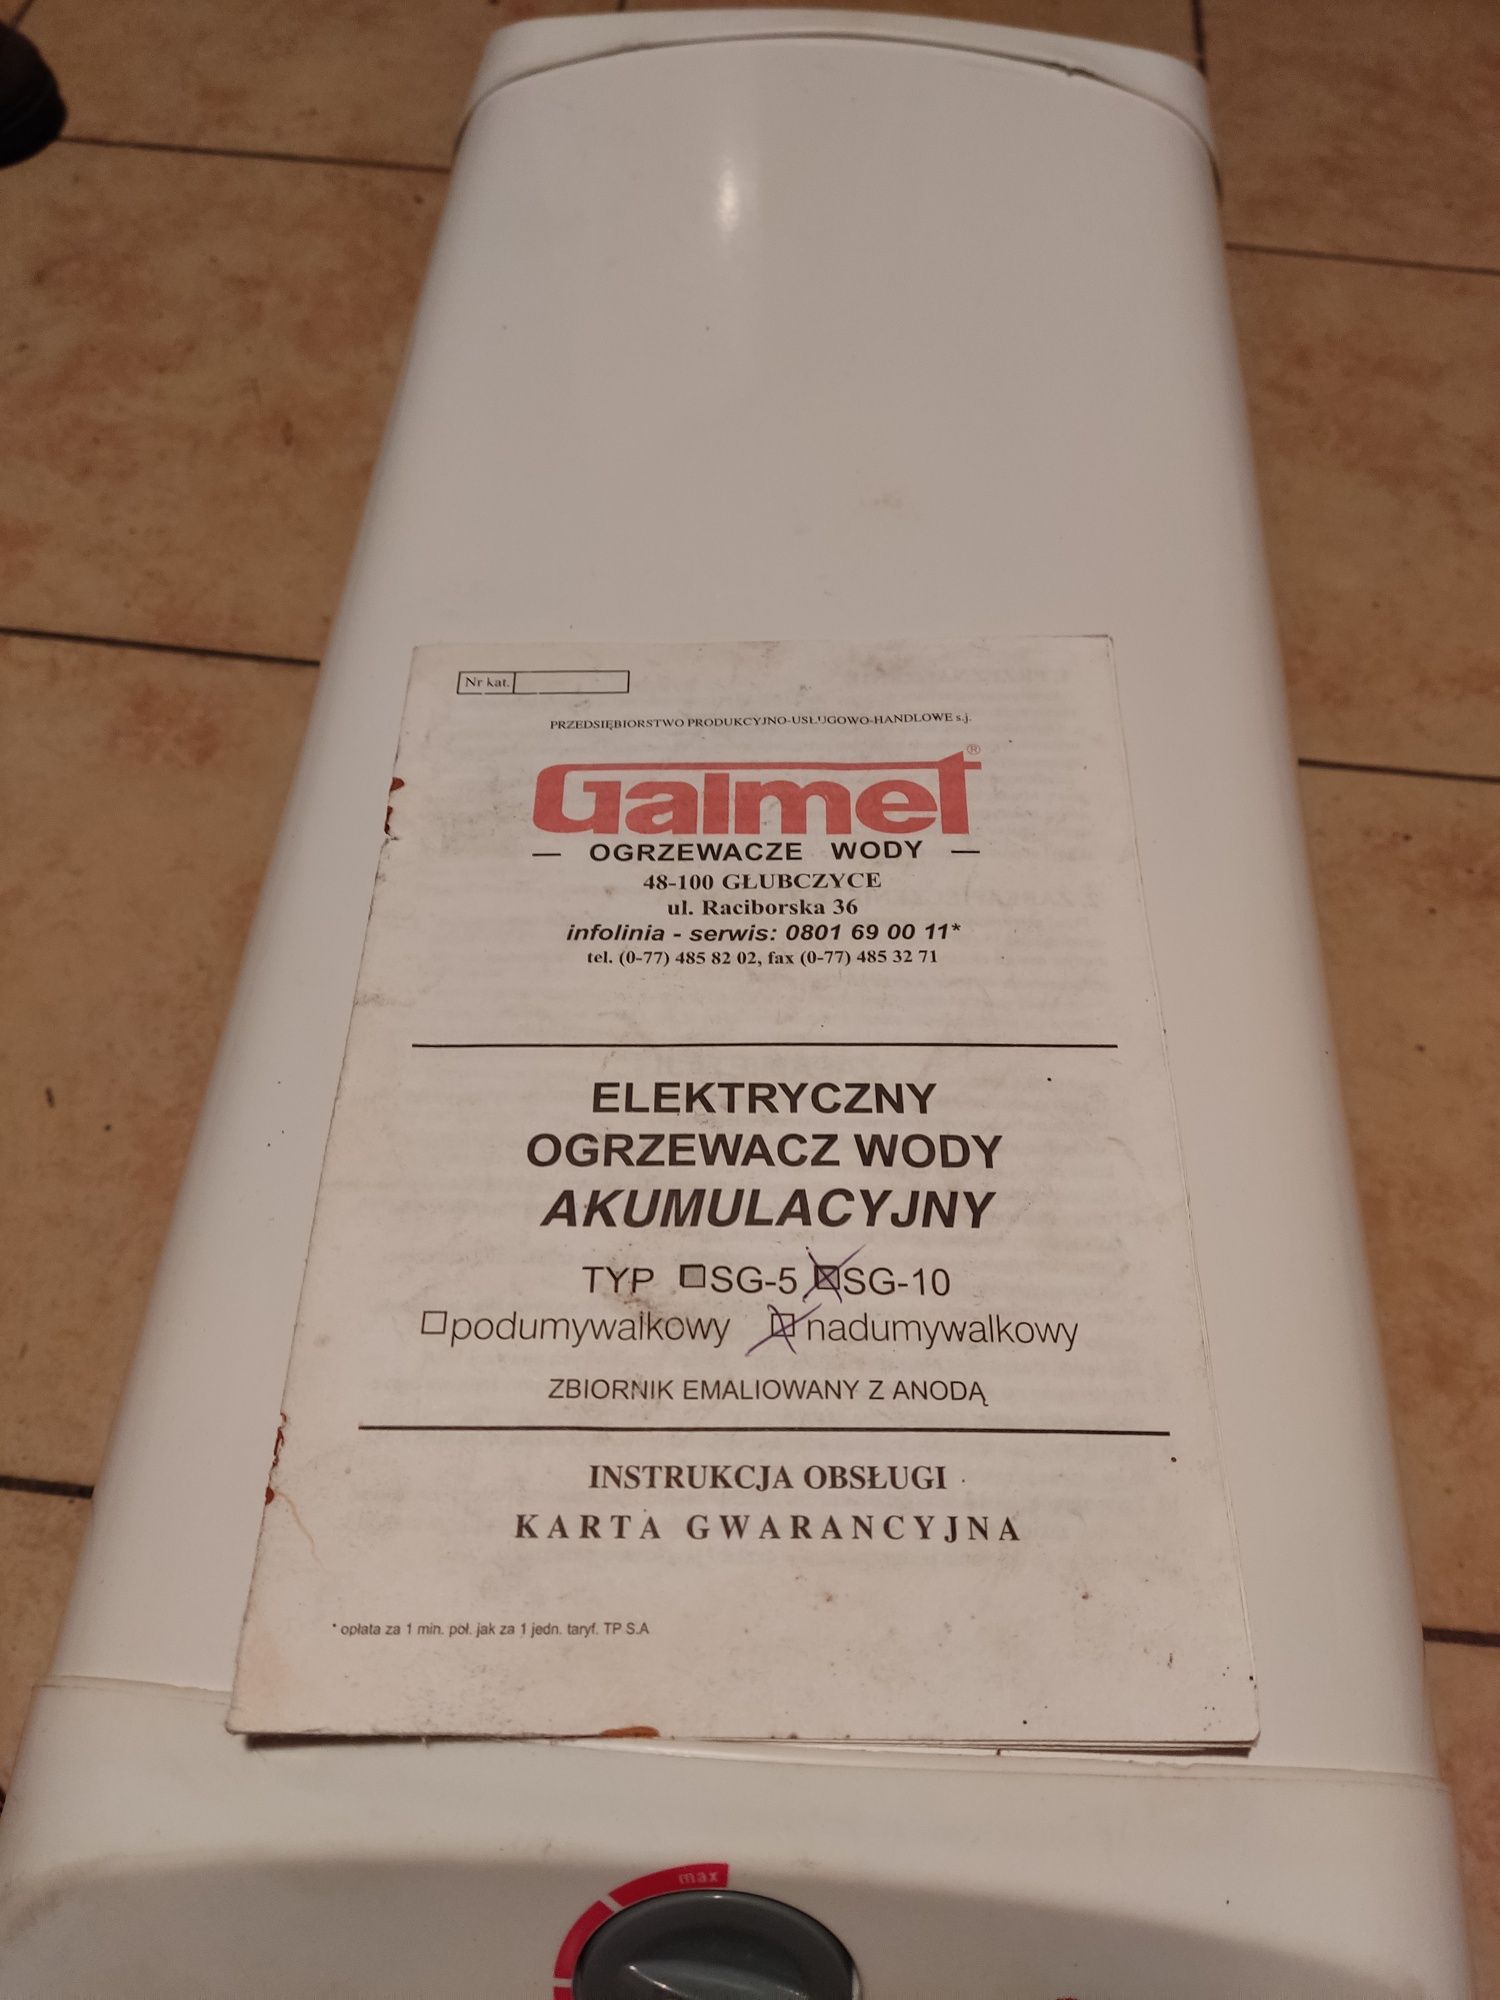 Nr kat.
PRZEDSIĘBIORSTWO PRODUKCYJNO-USŁUGOWO-HANDLOWE s.j.
Galmet®
— OGRZEWACZE WODY —
48-100 GŁUBCZYCE
ul. Raciborska 36
infolinia - serwis: 0801 69 00 11*
tel. (0-77) 485 82 02, fax (0-77) 485 32 71
ELEKTRYCZNY
OGRZEWACZ WODY
AKUMULACYJNY
TYP SG-5 SG-10
podumywalkowy nadumywalkowy
ZBIORNIK EMALIOWANY Z ANODĄ
INSTRUKCJA OBSŁUGI
KARTA GWARANCYJNA
* opłata za 1 min. poł. jak za 1 jedn. taryf. TP S.A
max